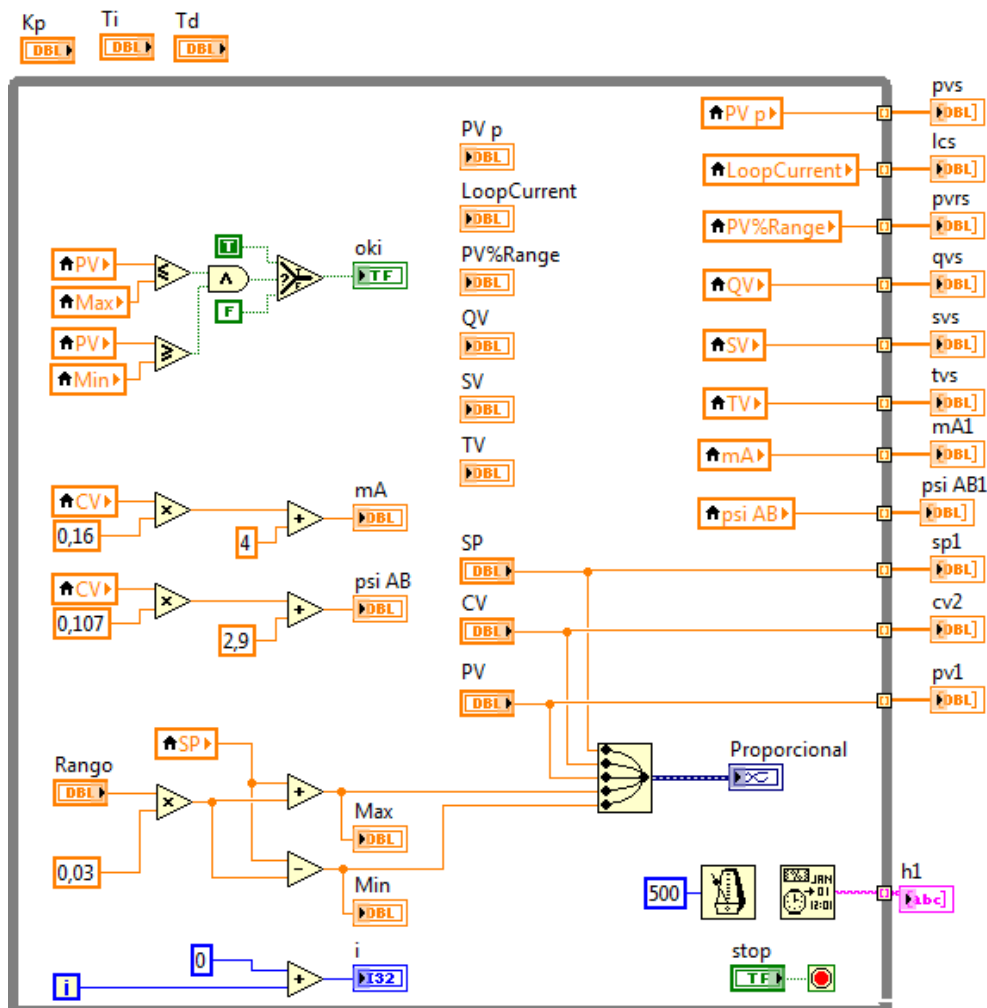 Kp Ti Td
DBL DBL DBL
pvs
PV p DBL
PV p
DBL
lcs
LoopCurrent
LoopCurrent DBL
DBL
pvrs
oki
PV%Range
PV%Range DBL
T
PV
TF
DBL
qvs
Max
F
QV DBL
QV
PV
DBL
svs
Min
SV DBL
SV
DBL
tvs
TV DBL
TV
DBL
mA1
mA
mA DBL
CV
DBL
psi AB1
0,16
4
psi AB DBL
SP
sp1
CV
psi AB
DBL
DBL
0,107
DBL
CV
cv2
2,9
DBL
DBL
PV
pv1
DBL
DBL
SP
Rango
Proporcional
DBL
Max
DBL
0,03
Min
500
JAN
01
12:01
h1
abc
DBL
i
stop
0
I32
TF
i